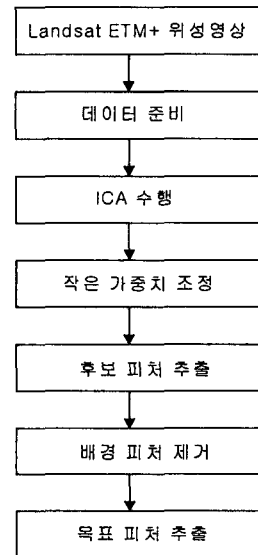 Landsat ETM+ 위성영상
데이터 준비
ICA 수행
작은 가중치 조정
후보 피처 추출
배경 피처 제거
목표 피처 추출